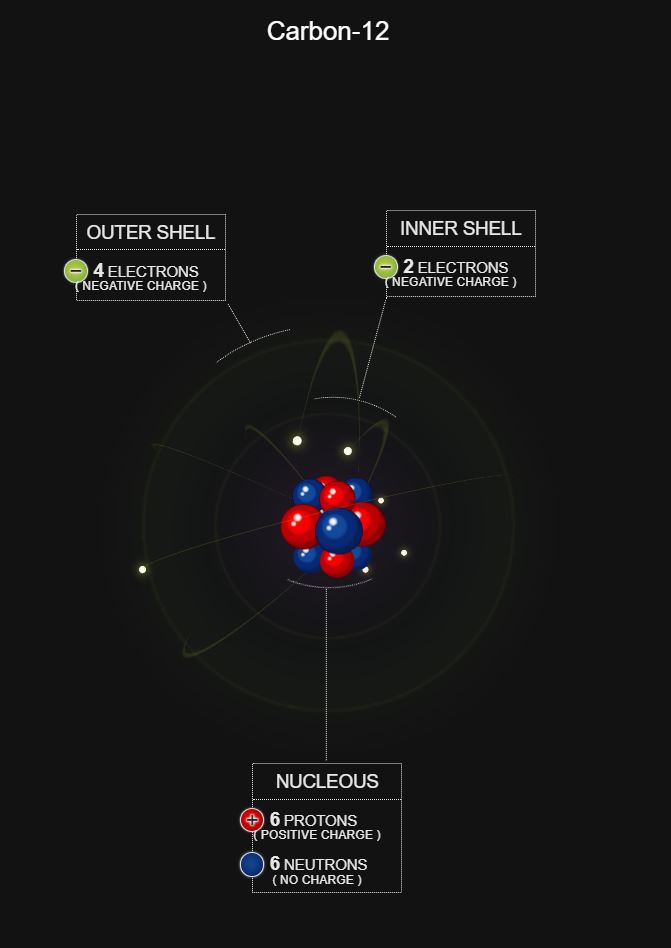 Carbon-12
OUTER SHELL
4 ELECTRONS
( NEGATIVE CHARGE )
INNER SHELL
2 ELECTRONS
( NEGATIVE CHARGE )
NUCLEOUS
6 PROTONS
( POSITIVE CHARGE )
6 NEUTRONS
( NO CHARGE )